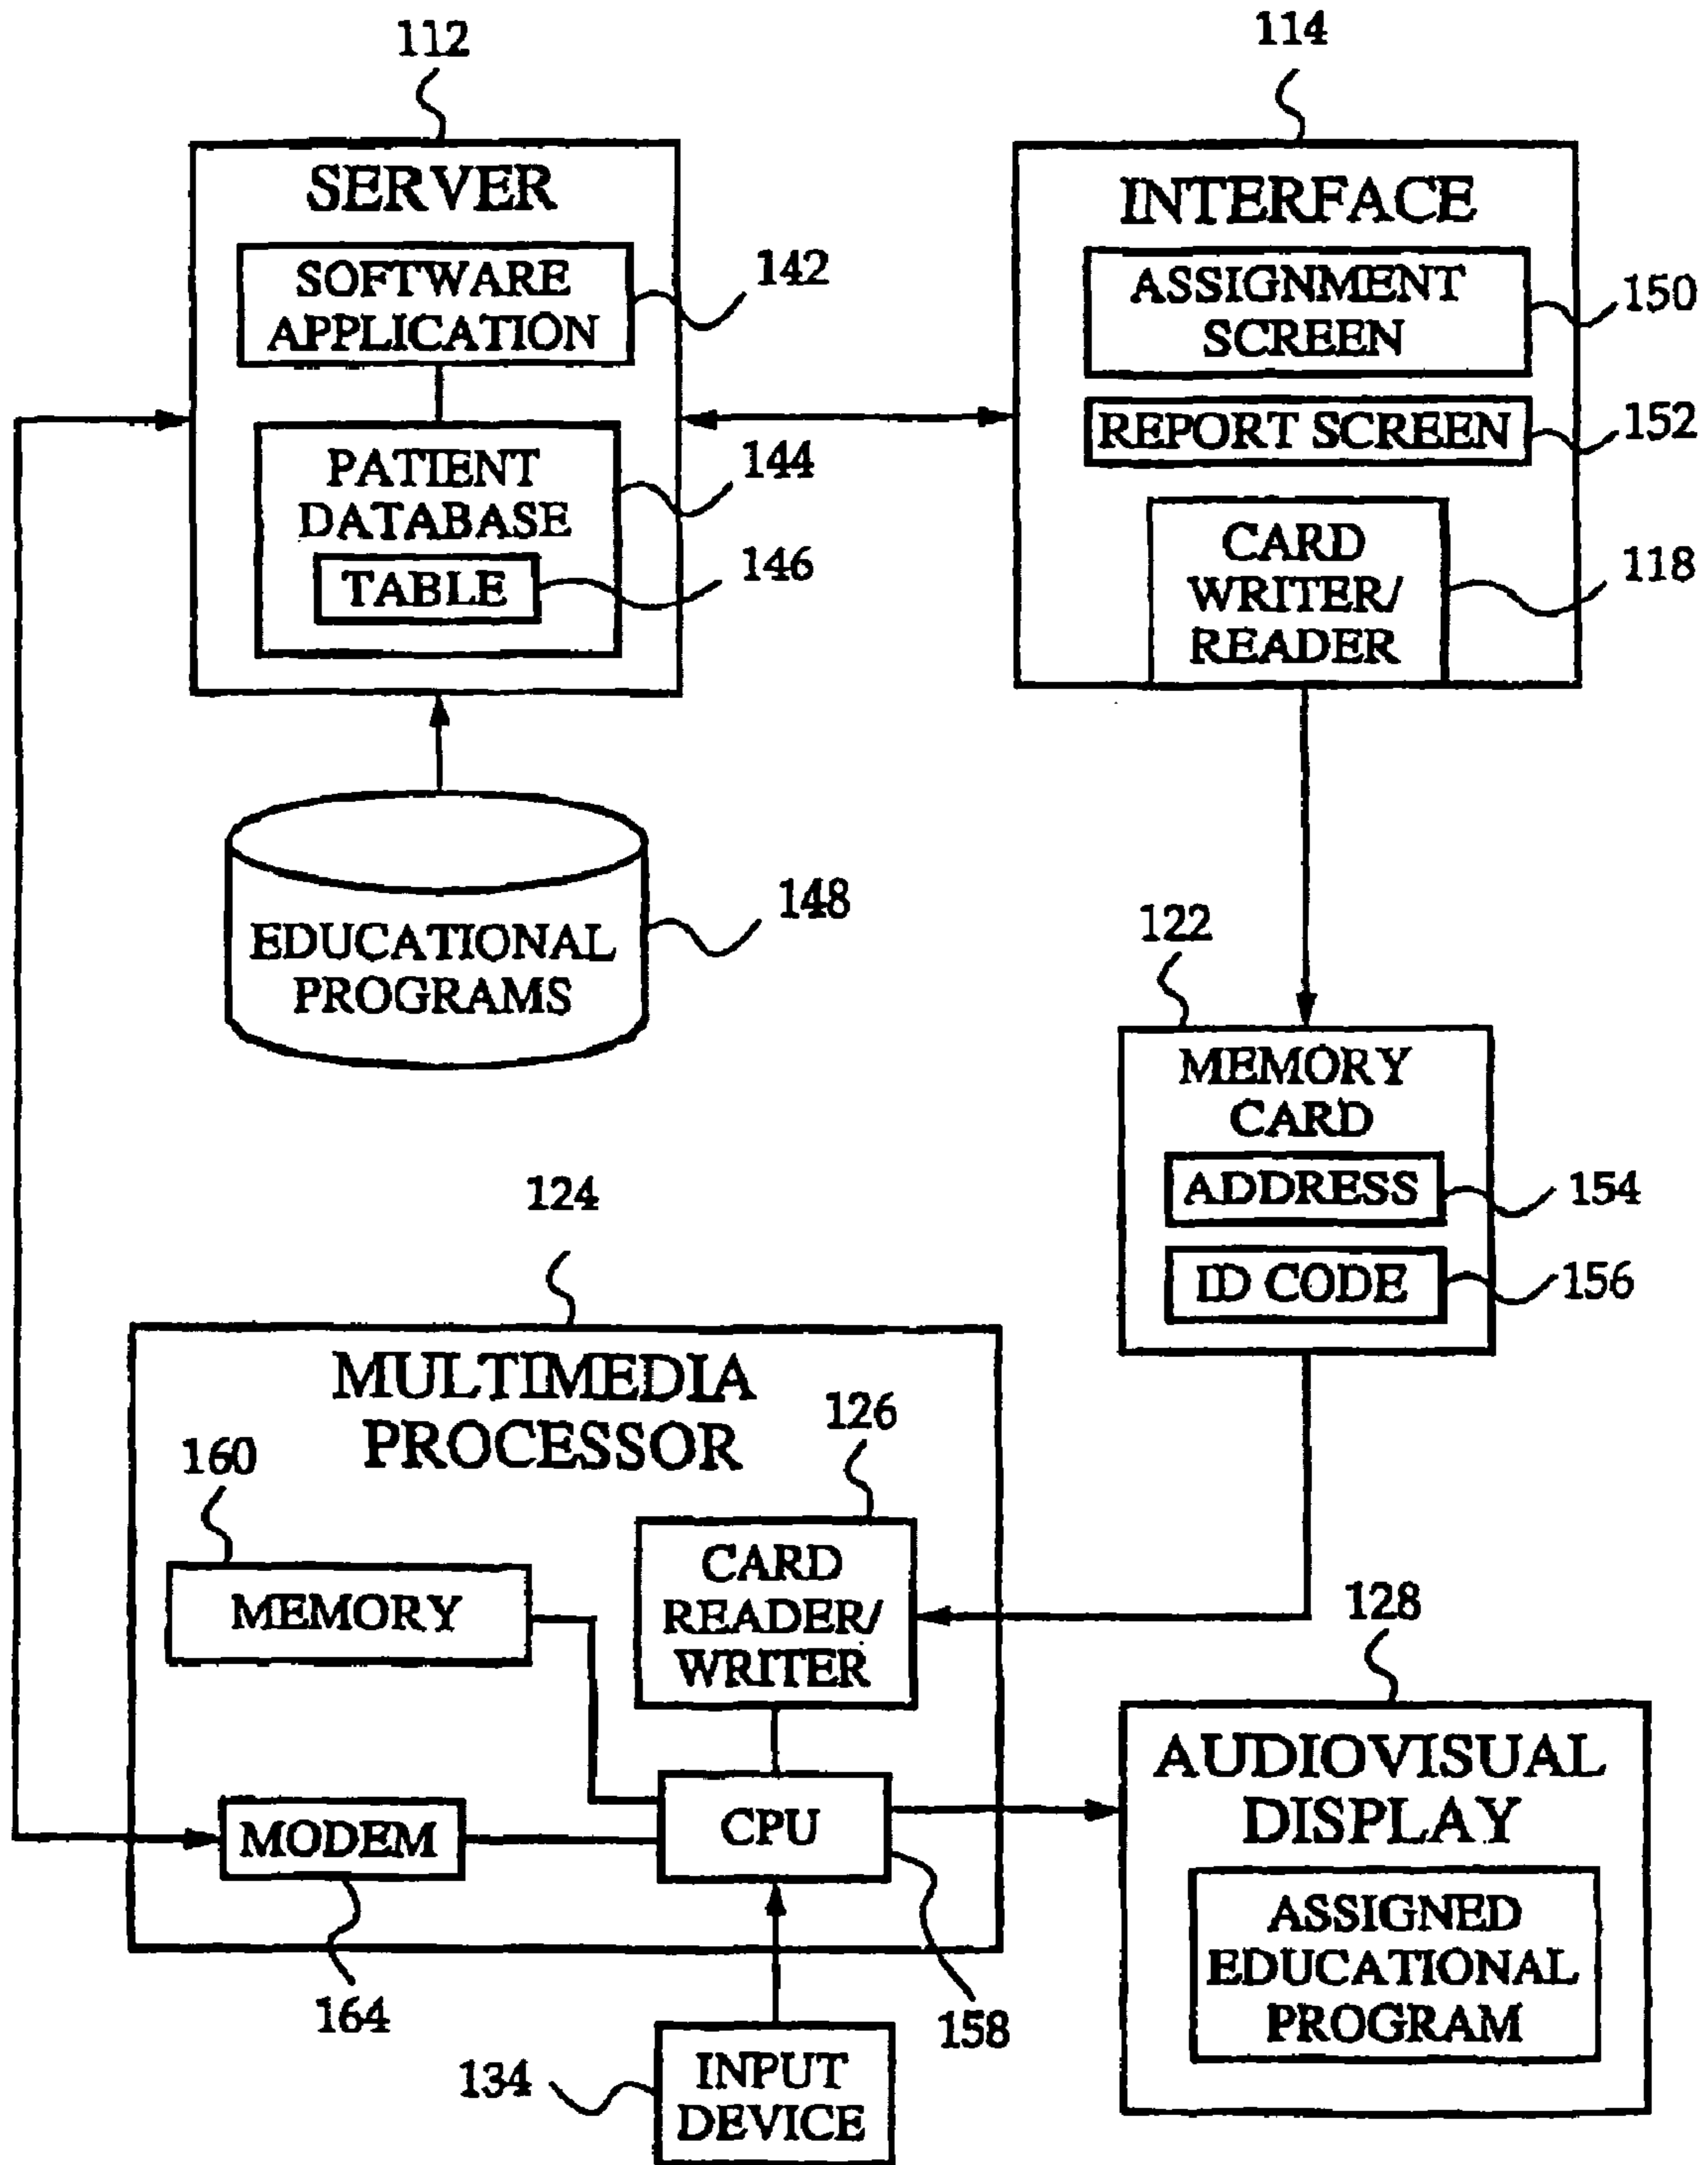 112
114
SERVER
SOFTWARE
APPLICATION
142
PATIENT
DATABASE
144
TABLE
146
INTERFACE
ASSIGNMENT
SCREEN
150
REPORT SCREEN
152
CARD
WRITER/
READER
118
EDUCATIONAL
PROGRAMS
148
122
MEMORY
CARD
ADDRESS
154
ID CODE
156
124
MULTIMEDIA
PROCESSOR
126
160
MEMORY
CARD
READER/
WRITER
MODEM
CPU
164
158
134
INPUT
DEVICE
128
AUDIOVISUAL
DISPLAY
ASSIGNED
EDUCATIONAL
PROGRAM